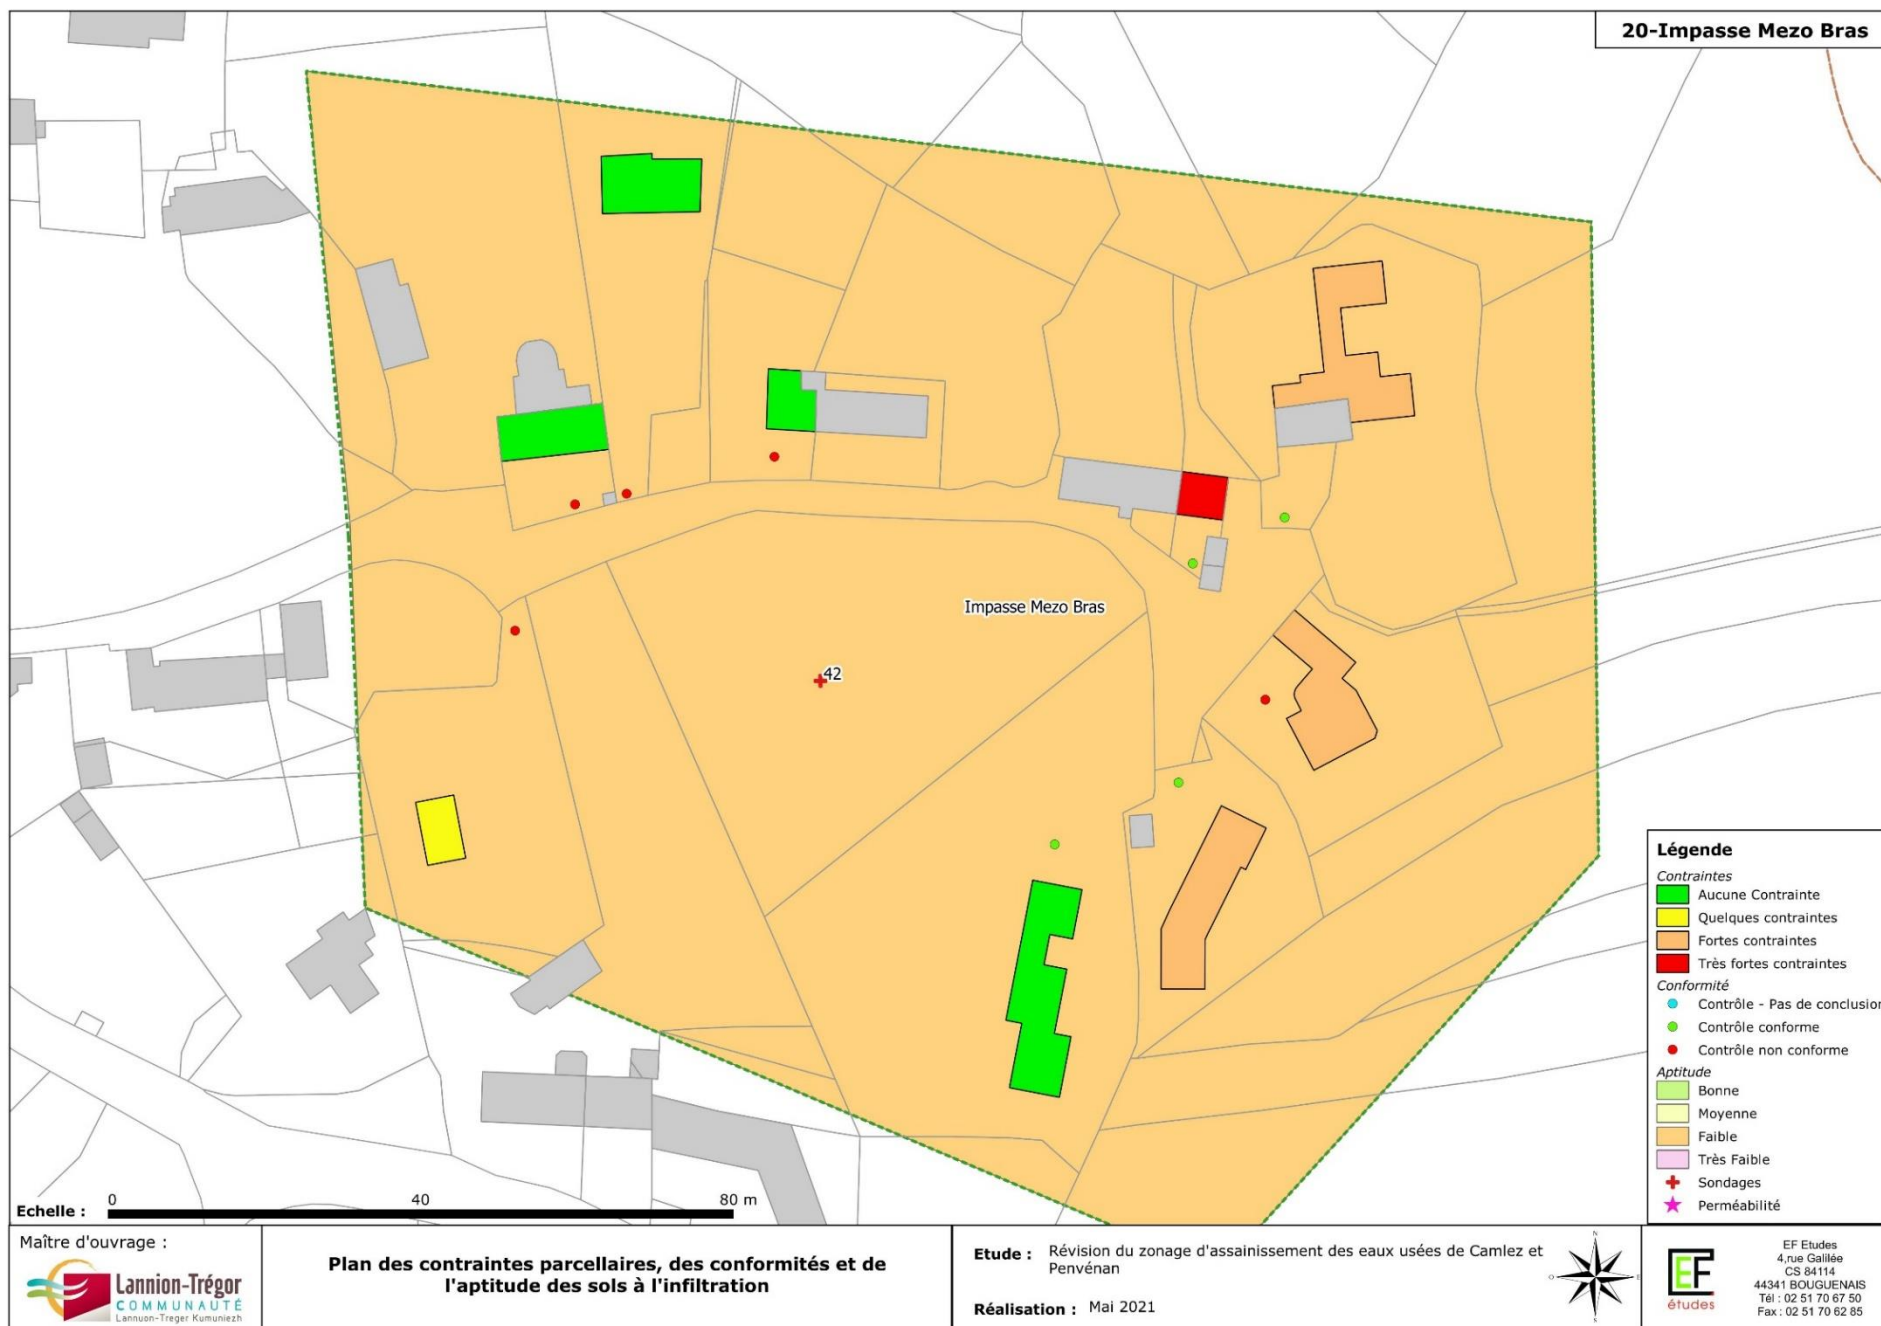 20-Impasse Mezo Bras
Impasse Mezo Bras
42
Légende
Contraintes
Aucune Contrainte
Quelques contraintes
Fortes contraintes
Très fortes contraintes
Conformité
Contrôle - Pas de conclusion
Contrôle conforme
Contrôle non conforme
Aptitude
Bonne
Moyenne
Faible
Très Faible
Sondages
Perméabilité
Echelle :
0 40 80 m
Maître d'ouvrage :
Lannion-Trégor
COMMUNAUTÉ
Lannuon-Treger Kumuniezh
Plan des contraintes parcellaires, des conformités et de
l'aptitude des sols à l'infiltration
Etude : Révision du zonage d'assainissement des eaux usées de Camlez et
Penvénan
Réalisation : Mai 2021
N
O
E
S
EF
études
EF Etudes
4,rue Galilée
CS 84114
44341 BOUGUENAIS
Tél : 02 51 70 67 50
Fax : 02 51 70 62 85